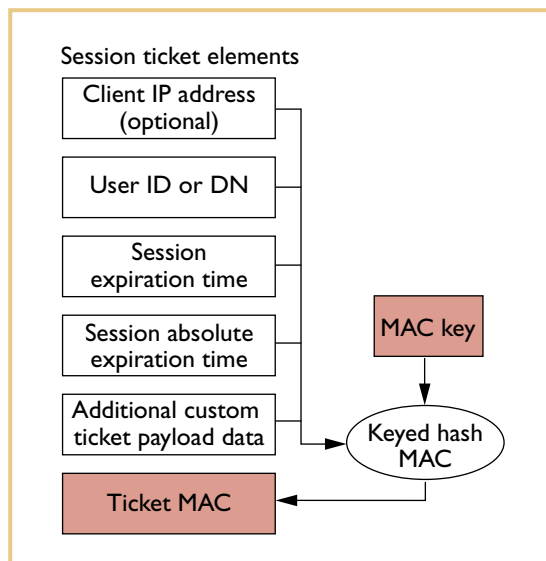 Session ticket elements
Client IP address
(optional)
User ID or DN
Session
expiration time
Session absolute
expiration time
MAC key
Additional custom
ticket payload data
Keyed hash
MAC
Ticket MAC